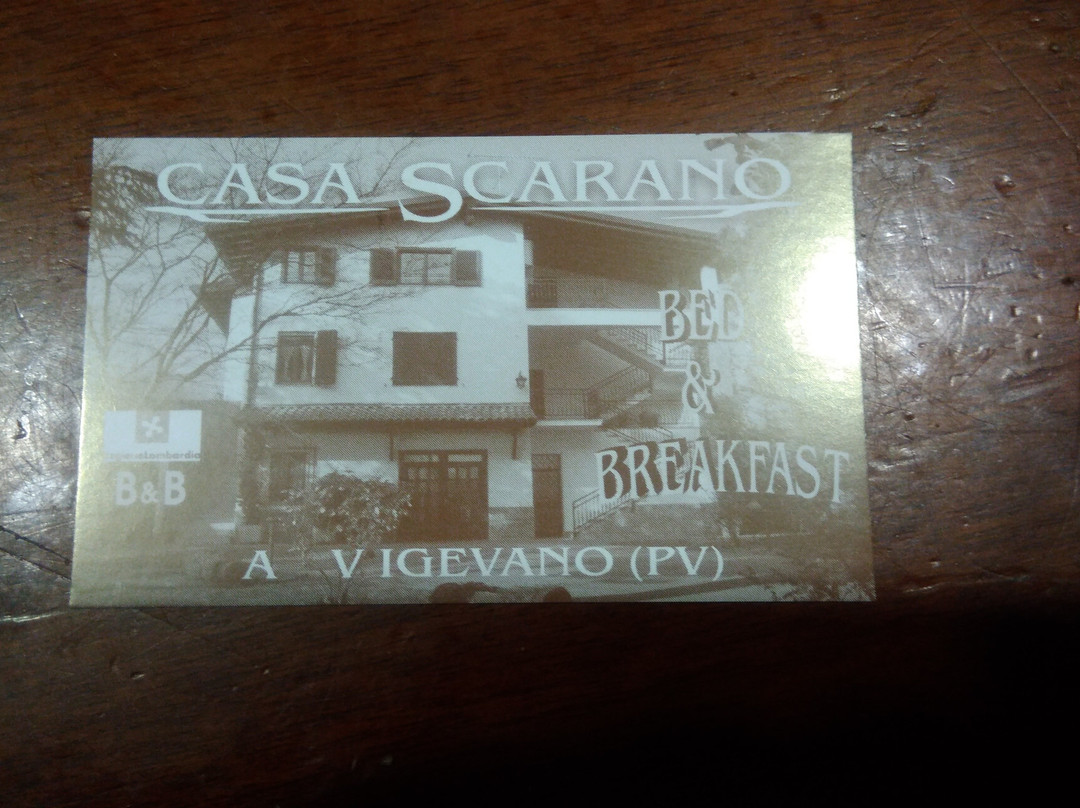 CASA SCARANO
BED
&
BREAKFAST
B&B
A VIGEVANO (PV)